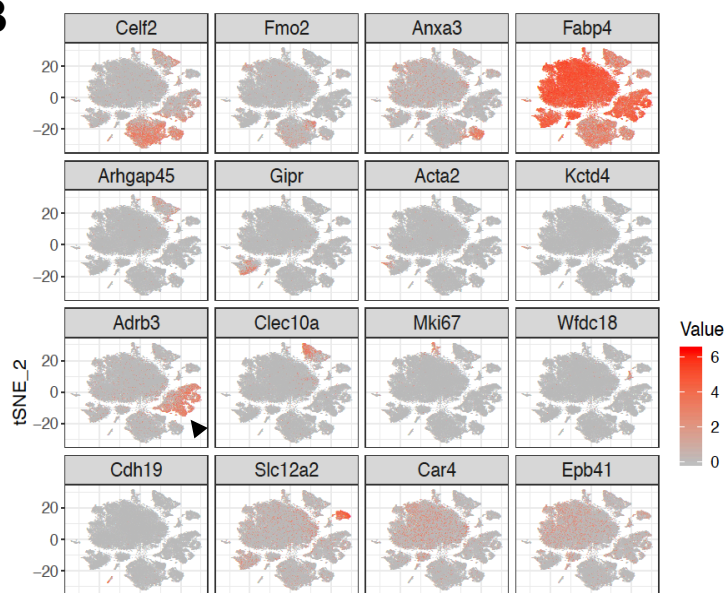 Celf2 Fmo2 Anxa3 Fabp4
20
0
−20
Arhgap45 Gipr Acta2 Kctd4
20
0
−20
Adrb3 Clec10a Mki67 Wfdc18
20
0
−20
Cdh19 Slc12a2 Car4 Epb41
20
0
−20
tSNE_2
Value
6
4
2
0